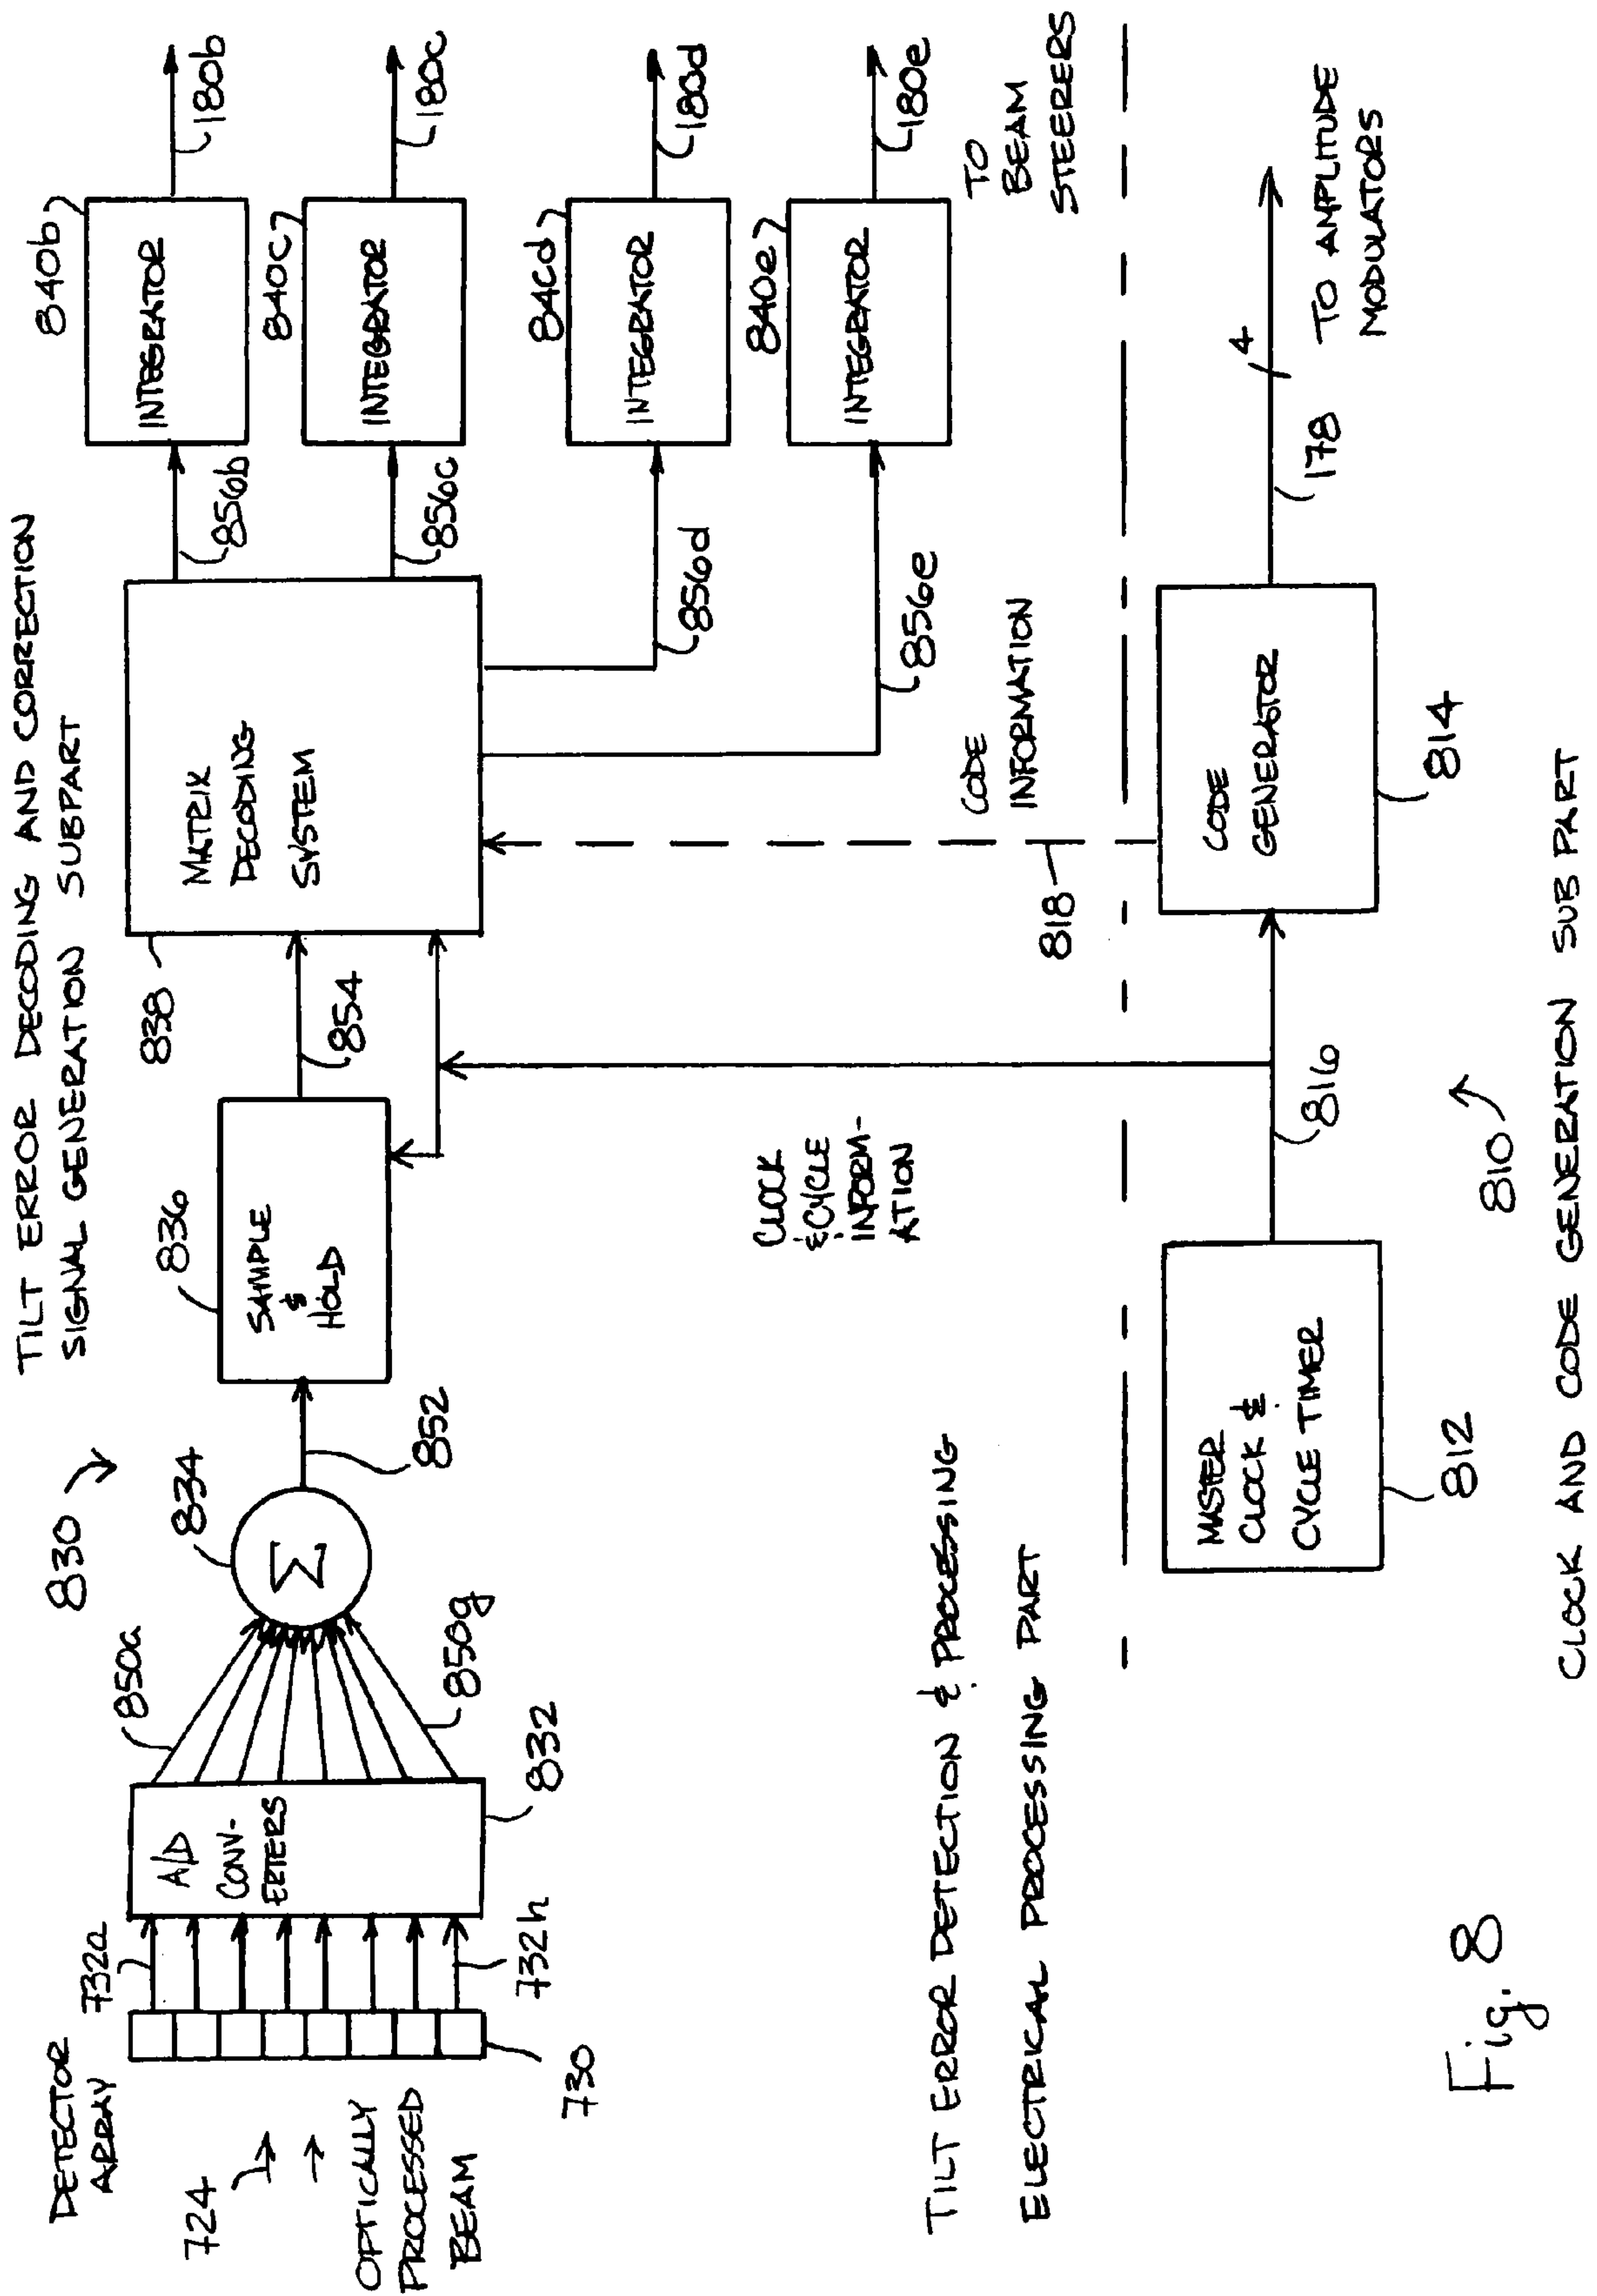 TILT ERROR DECODING AND CORRECTION
SIGNAL GENERATION SUBPART
830
DETECTOR
ARRAY
724
OPTICALLY
PROCESSED
BEAM
730
732a
732h
A/D
CONV-
ERTERS
832
850a
850g
834
Σ
852
836
SAMPLE
&
HOLD
854
838
MATRIX
DECODING
SYSTEM
856b
856c
856d
856e
840b
INTEGRATOR
180b
840c
INTEGRATOR
180c
840d
INTEGRATOR
180d
840e
INTEGRATOR
180e
TO
BEAM
STEERERS
CLOCK
& CYCLE
INFORM-
ATION
CODE
INFORMATION
818
TILT ERROR DETECTION & PROCESSING
ELECTRICAL PROCESSING PART
MASTER
CLOCK &
CYCLE TIMER
812
816
810
CODE
GENERATOR
814
178
4
TO AMPLITUDE
MODULATORS
CLOCK AND CODE GENERATION SUB PART
Fig. 8